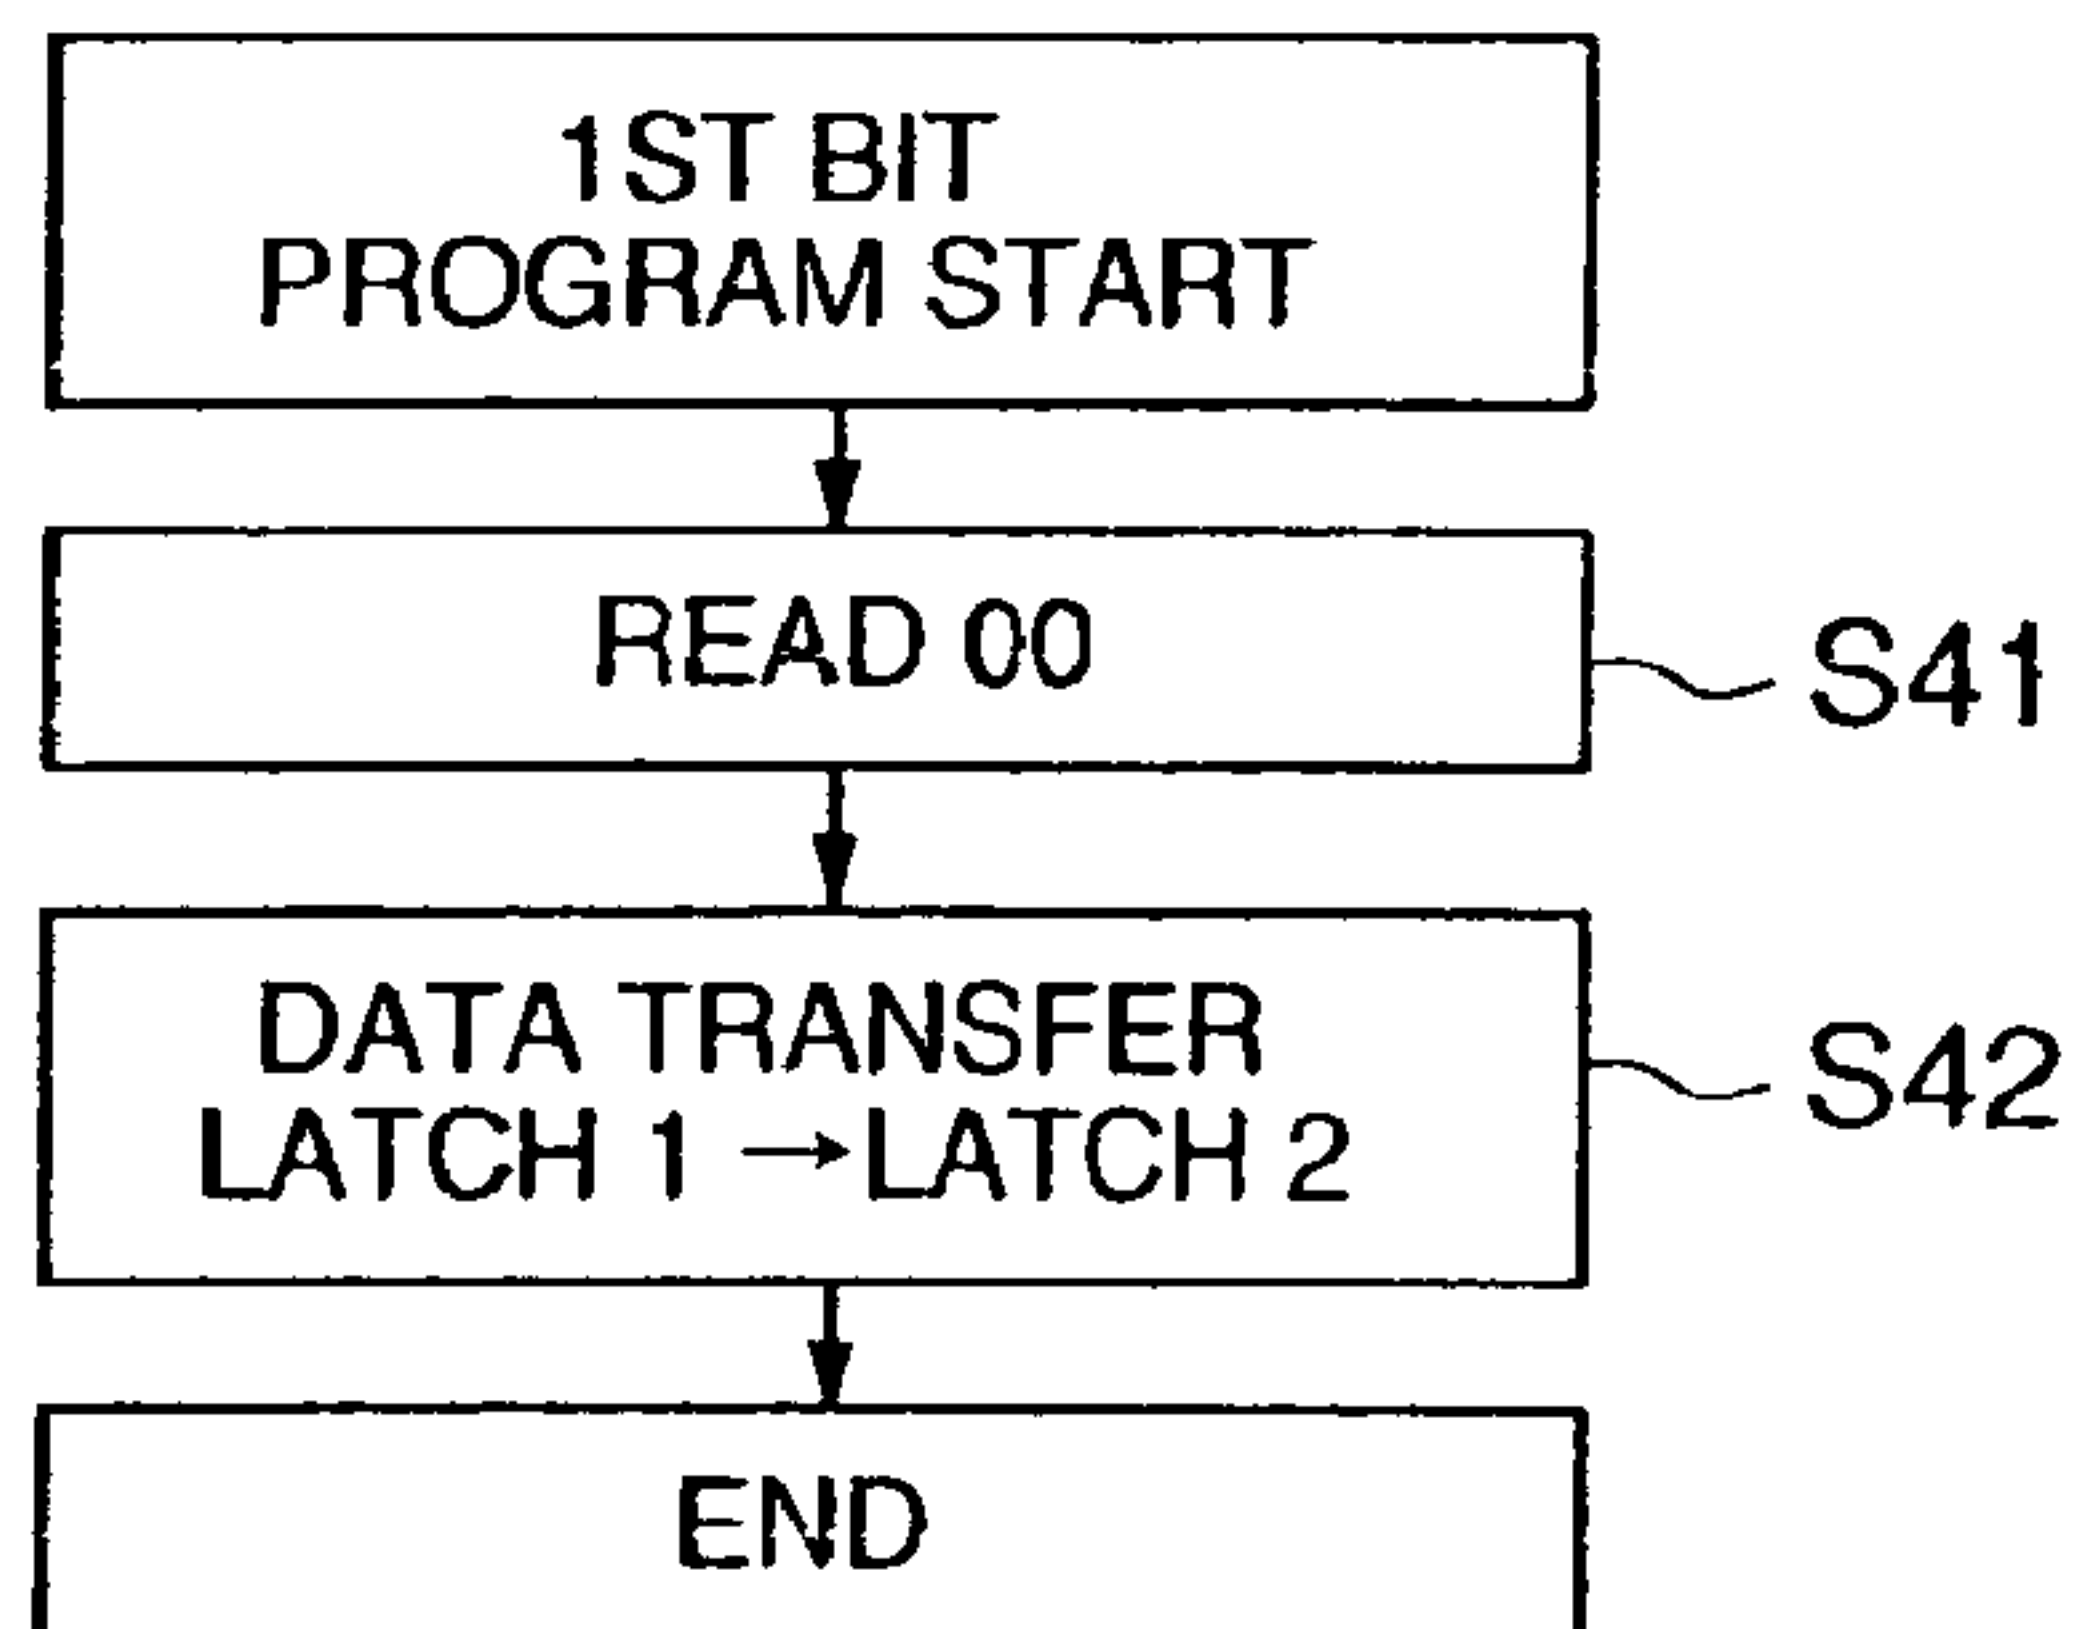 1ST BIT
PROGRAM START
READ 00
S41
DATA TRANSFER
LATCH 1 → LATCH 2
S42
END